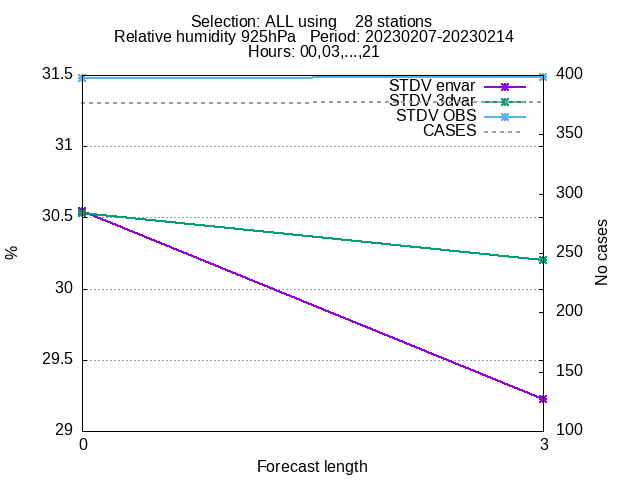 Selection: ALL using    28 stations
Relative humidity 925hPa   Period: 20230207-20230214
Hours: 00,03,...,21
31.5
31
30.5
30
29.5
29
%
400
350
300
250
200
150
100
No cases
STDV envar
STDV 3dvar
STDV OBS
CASES
0
3
Forecast length